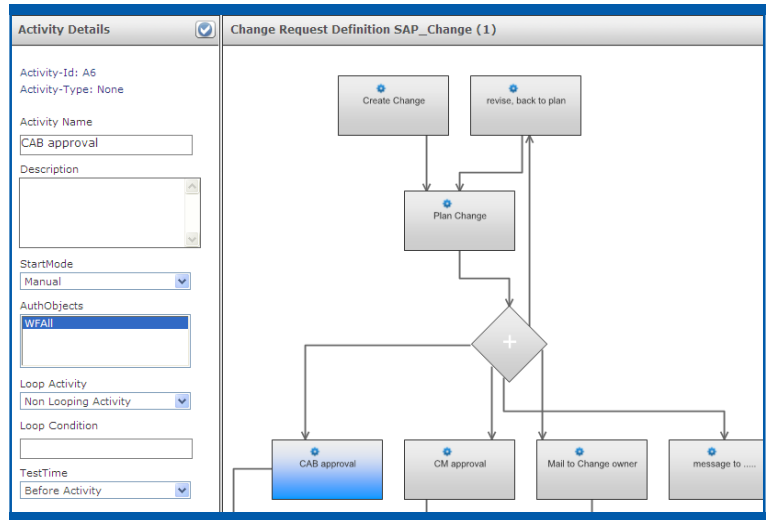 Activity Details
Change Request Definition SAP_Change (1)
Activity-Id: A6
Activity-Type: None
Activity Name
CAB approval
Description
StartMode
Manual
AuthObjects
WFAll
Loop Activity
Non Looping Activity
Loop Condition
TestTime
Before Activity
Create Change
revise, back to plan
Plan Change
+
CAB approval
CM approval
Mail to Change owner
message to .....